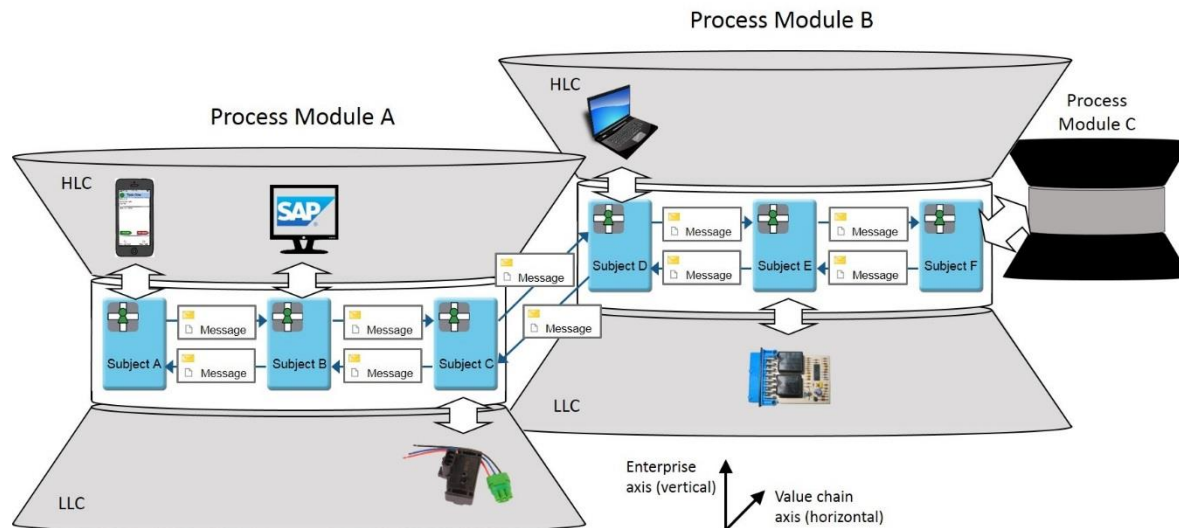 Process Module B
HLC
Process
Module C
Process Module A
HLC
SAP
Message
Message
Subject D
Subject E
Subject F
Message
Message
Message
Message
Message
Message
Subject A
Subject B
Subject C
Message
Message
LLC
Enterprise
axis (vertical)
Value chain
axis (horizontal)
LLC